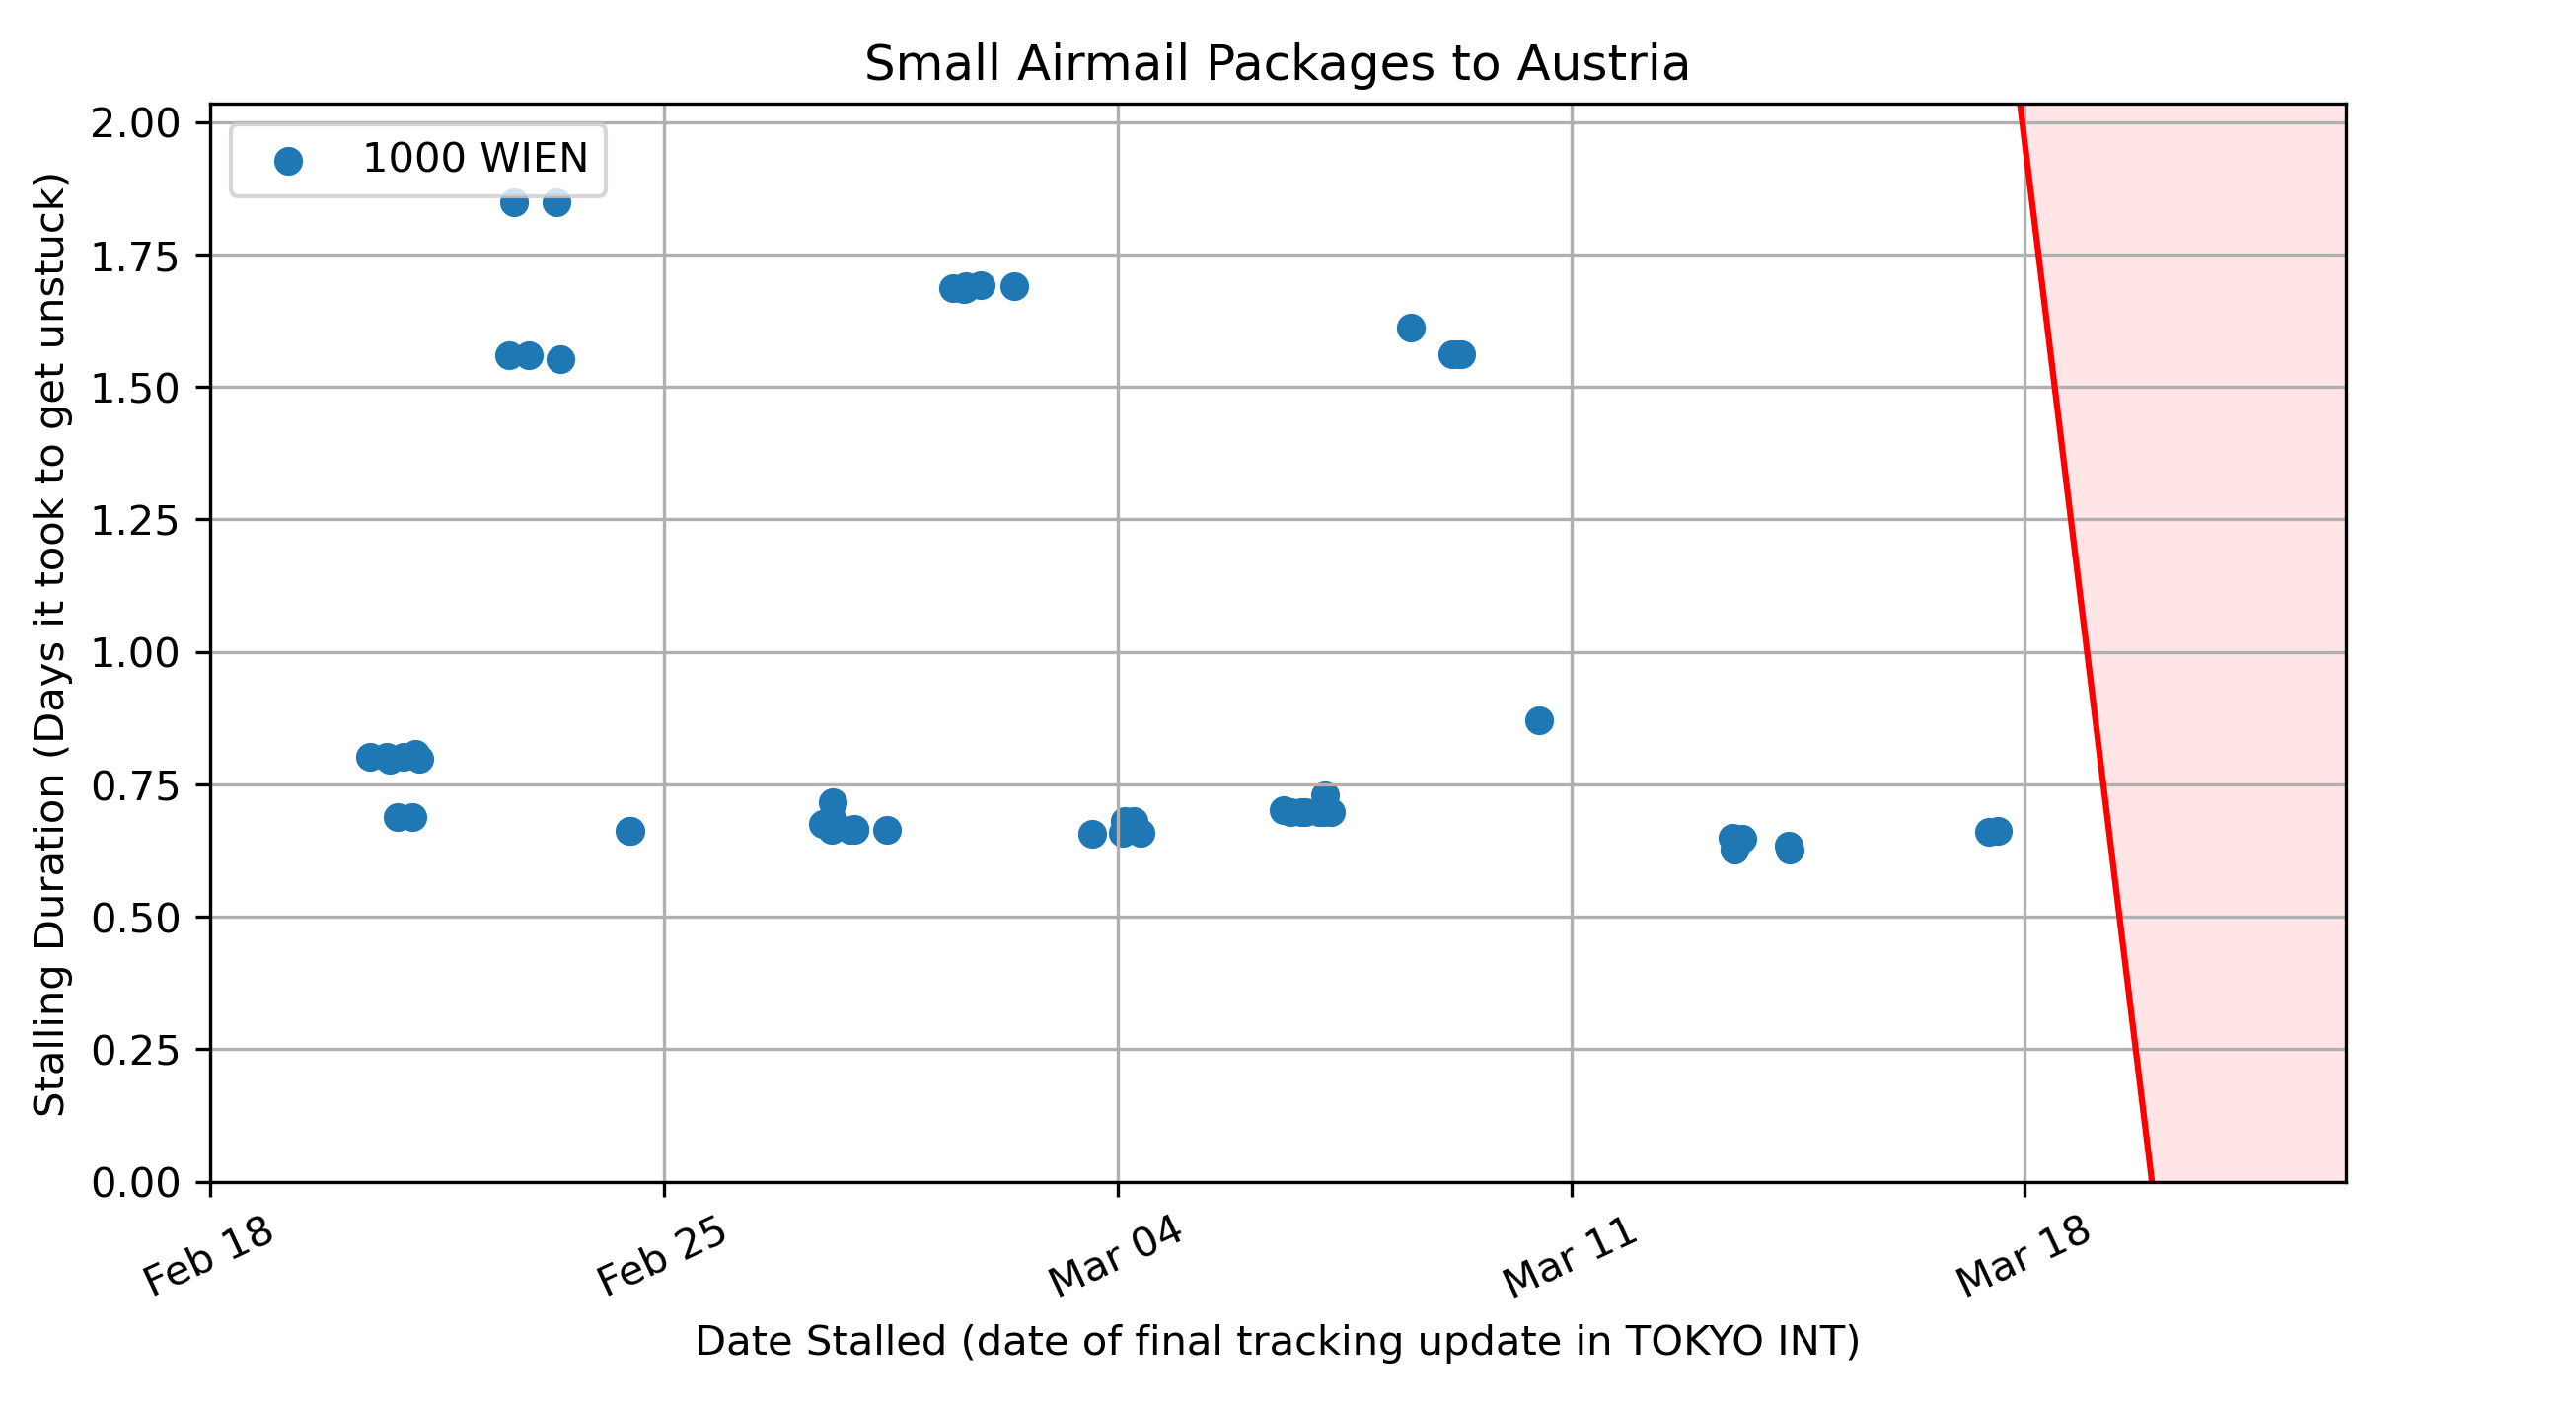 Small Airmail Packages to Austria
2.00
1000 WIEN
1.75
1.50
1.25
1.00
0.75
0.50
0.25
0.00
Stalling Duration (Days it took to get unstuck)
Feb 18
Feb 25
Mar 04
Mar 11
Mar 18
Date Stalled (date of final tracking update in TOKYO INT)